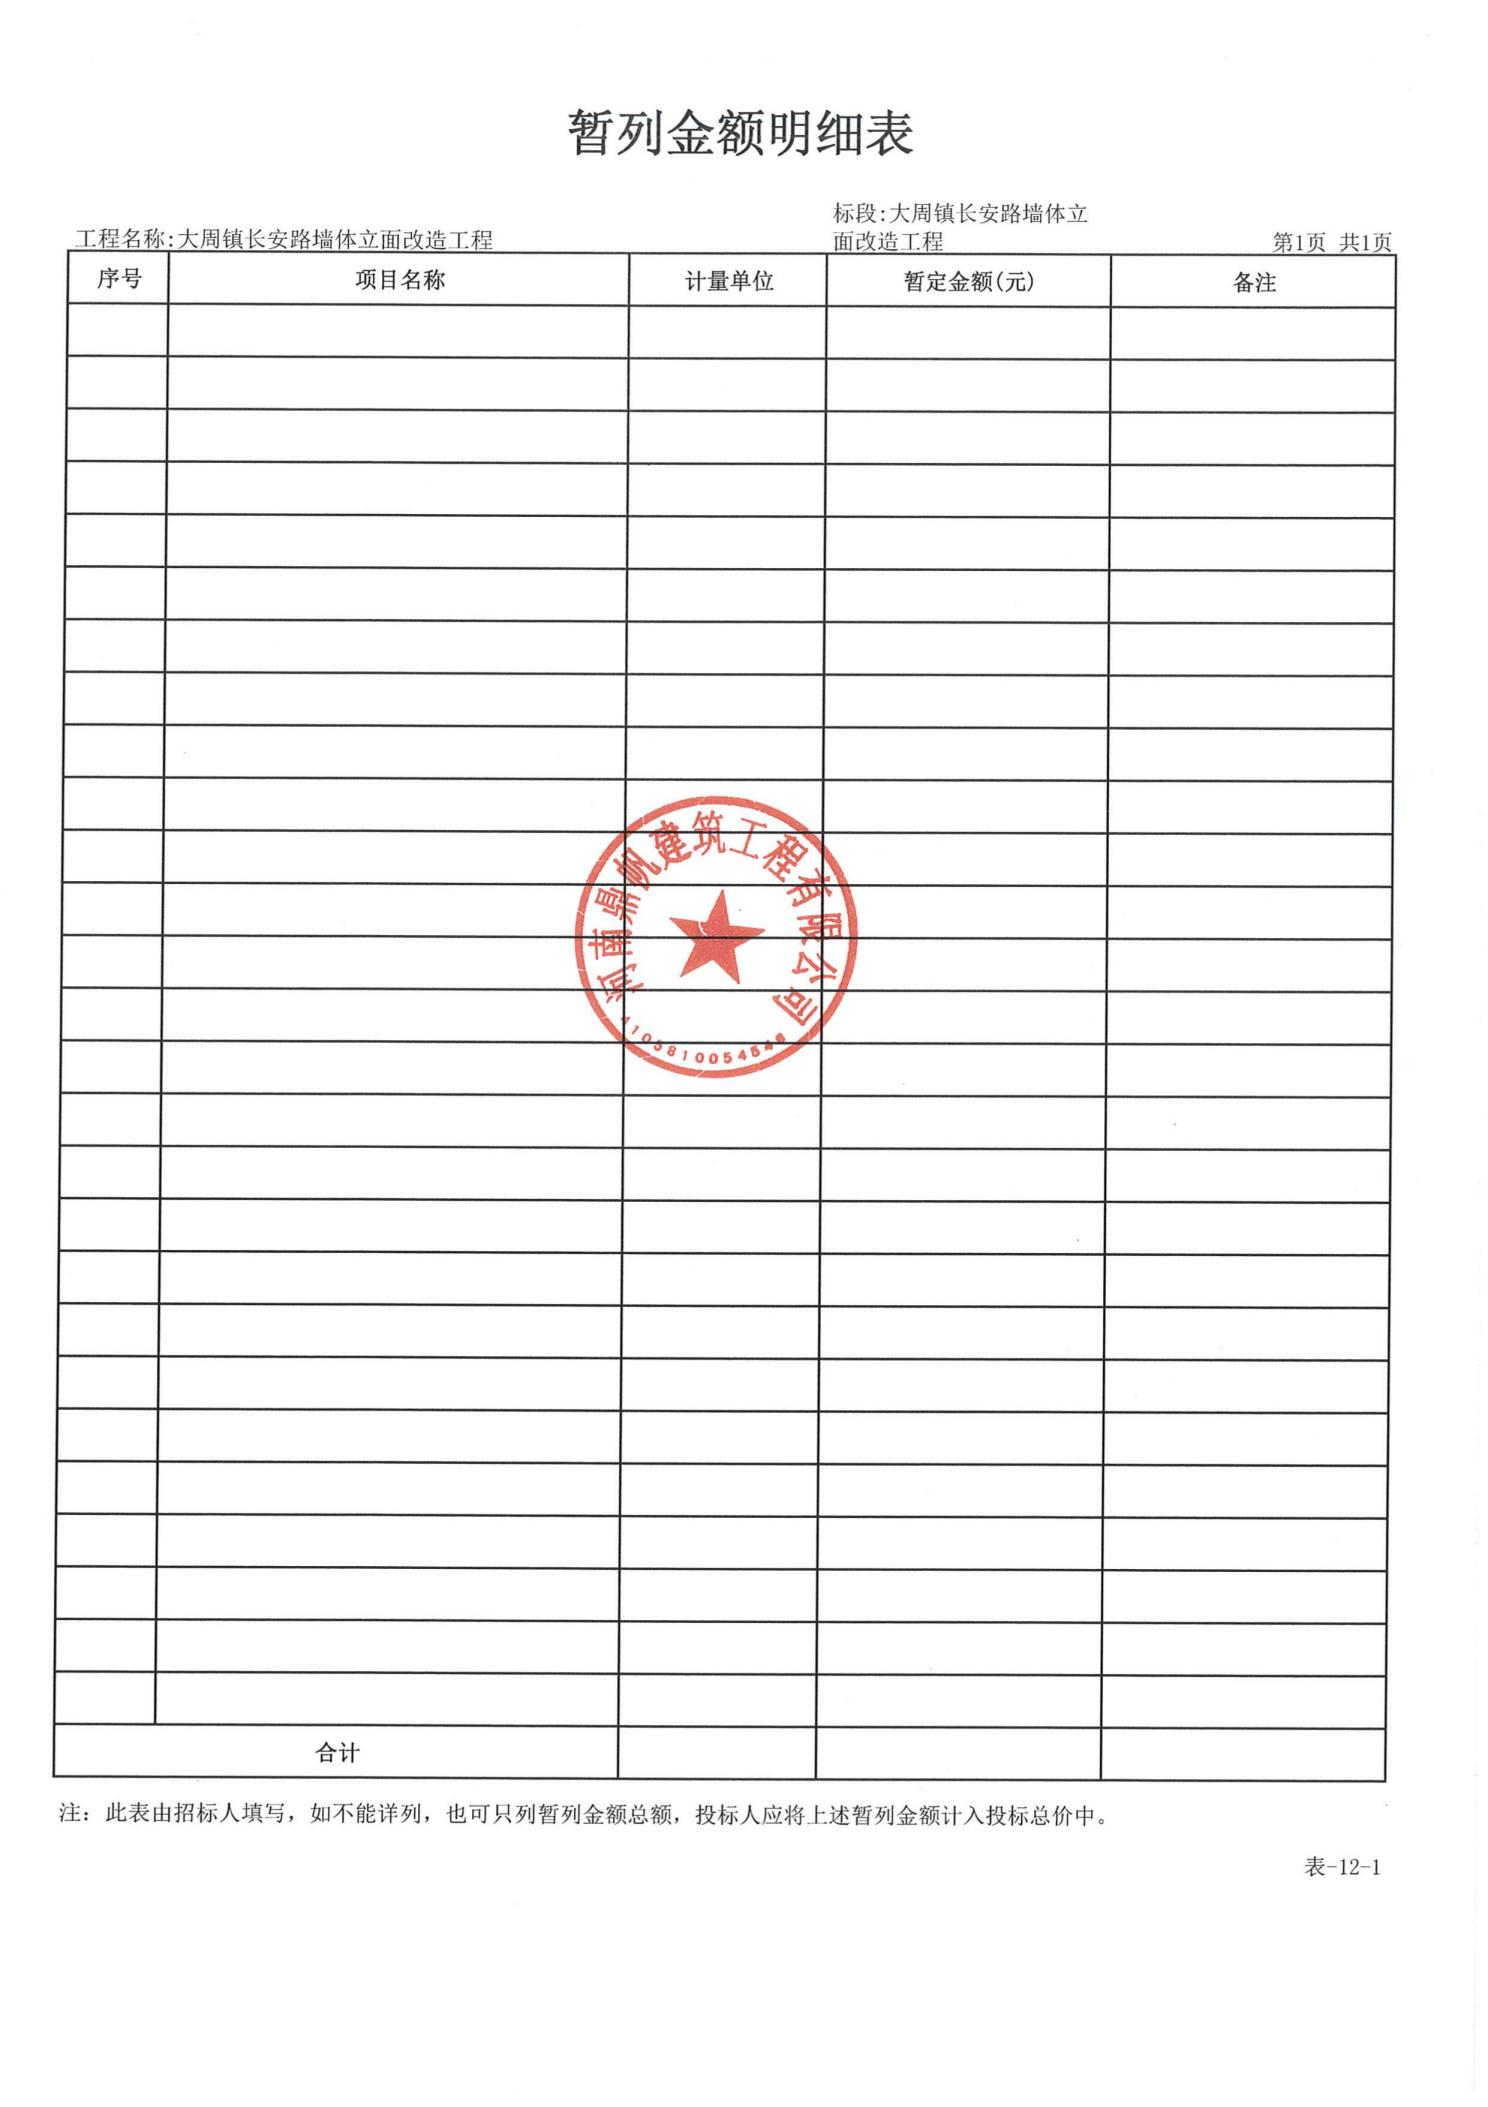 暂列金额明细表
标段:大周镇长安路墙体立
工程名称:大周镇长安路墙体立面改造工程 面改造工程 第1页 共1页
序号 项目名称 计量单位 暂定金额(元) 备注
河南鼎帆建筑工程有限公司
4105810054546
合计
注：此表由招标人填写，如不能详列，也可只列暂列金额总额，投标人应将上述暂列金额计入投标总价中。
表-12-1